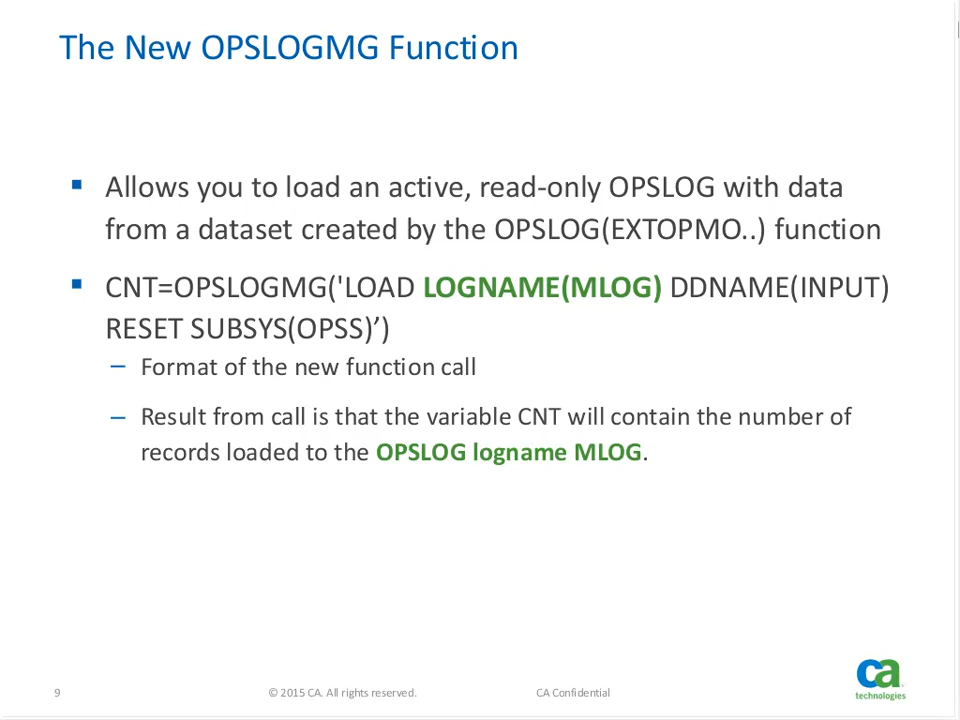 The New OPSLOGMG Function
▪ Allows you to load an active, read-only OPSLOG with data
from a dataset created by the OPSLOG(EXTOPMO..) function
▪ CNT=OPSLOGMG('LOAD LOGNAME(MLOG) DDNAME(INPUT)
RESET SUBSYS(OPSS)’)
– Format of the new function call
– Result from call is that the variable CNT will contain the number of
records loaded to the OPSLOG logname MLOG.
9 © 2015 CA. All rights reserved. CA Confidential
ca
technologies